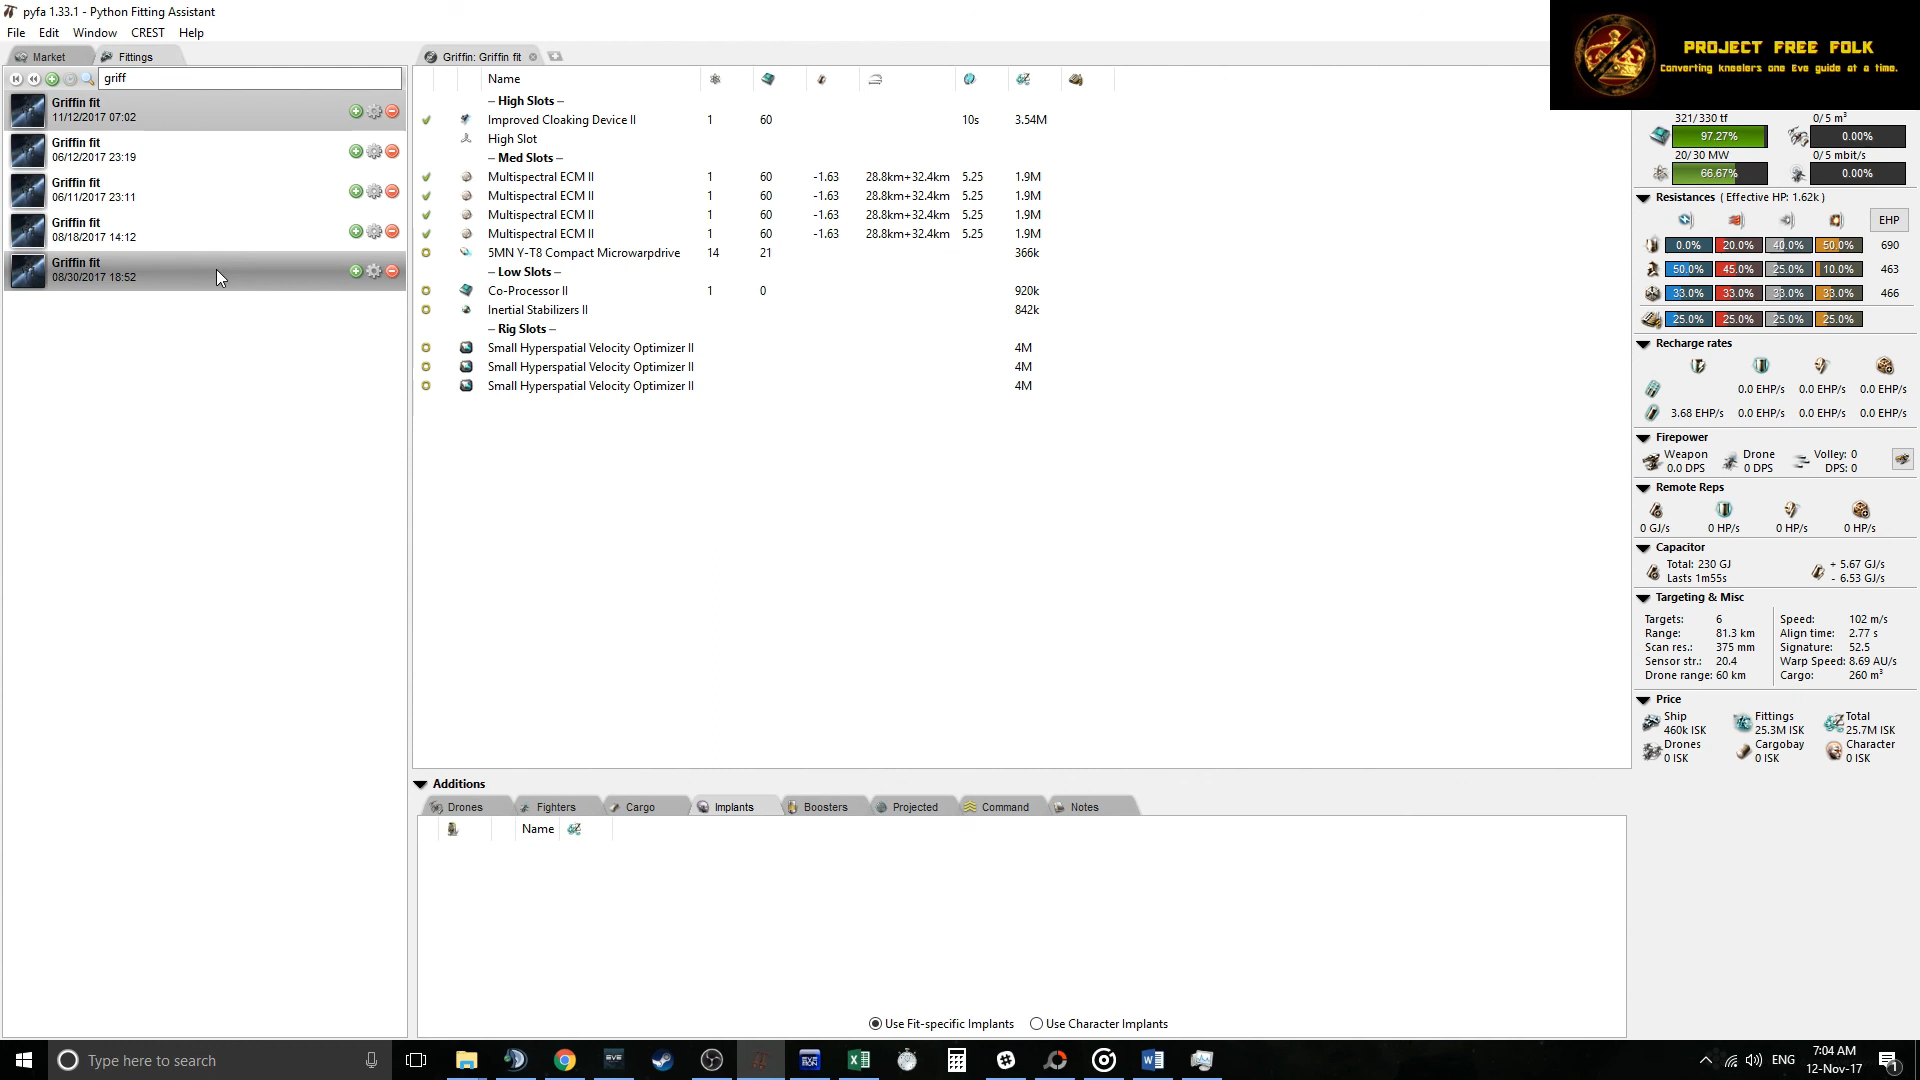 pyfa 1.33.1 - Python Fitting Assistant
File Edit Window CREST Help
Market Fittings
griff
Griffin fit
11/12/2017 07:02
Griffin fit
06/12/2017 23:19
Griffin fit
06/11/2017 23:11
Griffin fit
08/18/2017 14:12
Griffin fit
08/30/2017 18:52
Griffin: Griffin fit
Name
– High Slots –
Improved Cloaking Device II 1 60 10s 3.54M
High Slot
– Med Slots –
Multispectral ECM II 1 60 -1.63 28.8km+32.4km 5.25 1.9M
Multispectral ECM II 1 60 -1.63 28.8km+32.4km 5.25 1.9M
Multispectral ECM II 1 60 -1.63 28.8km+32.4km 5.25 1.9M
Multispectral ECM II 1 60 -1.63 28.8km+32.4km 5.25 1.9M
5MN Y-T8 Compact Microwarpdrive 14 21 366k
– Low Slots –
Co-Processor II 1 0 920k
Inertial Stabilizers II 842k
– Rig Slots –
Small Hyperspatial Velocity Optimizer II 4M
Small Hyperspatial Velocity Optimizer II 4M
Small Hyperspatial Velocity Optimizer II 4M
Additions
Drones Fighters Cargo Implants Boosters Projected Command Notes
Name
Use Fit-specific Implants Use Character Implants
PROJECT FREE FOLK
Converting kneelers one Eve guide at a time.
321/330 tf 0/5 m³
97.27% 0.00%
20/30 MW 0/5 mbit/s
66.67% 0.00%
Resistances ( Effective HP: 1.62k )
EHP
0.0% 20.0% 40.0% 50.0% 690
50.0% 45.0% 25.0% 10.0% 463
33.0% 33.0% 33.0% 33.0% 466
25.0% 25.0% 25.0% 25.0%
Recharge rates
0.0 EHP/s 0.0 EHP/s 0.0 EHP/s
3.68 EHP/s 0.0 EHP/s 0.0 EHP/s 0.0 EHP/s
Firepower
Weapon Drone Volley: 0
0.0 DPS 0 DPS DPS: 0
Remote Reps
0 GJ/s 0 HP/s 0 HP/s 0 HP/s
Capacitor
Total: 230 GJ + 5.67 GJ/s
Lasts 1m55s - 6.53 GJ/s
Targeting & Misc
Targets: 6 Speed: 102 m/s
Range: 81.3 km Align time: 2.77 s
Scan res.: 375 mm Signature: 52.5
Sensor str.: 20.4 Warp Speed: 8.69 AU/s
Drone range: 60 km Cargo: 260 m³
Price
Ship Fittings Total
460k ISK 25.3M ISK 25.7M ISK
Drones Cargobay Character
0 ISK 0 ISK 0 ISK
Type here to search
ENG
7:04 AM
12-Nov-17
1